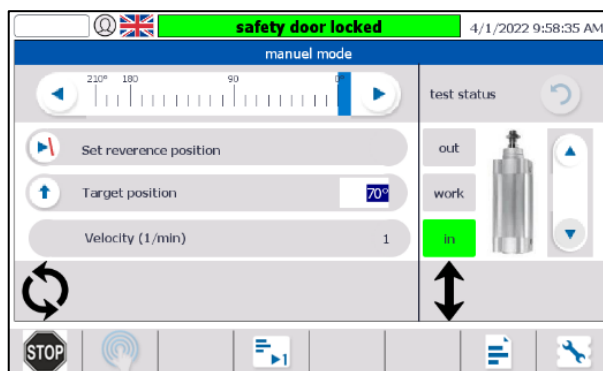 safety door locked
4/1/2022 9:58:35 AM
manuel mode
210° 180 90 0°
test status
Set reverence position
out
Target position
70°
work
Velocity (1/min)
1
in
STOP
1